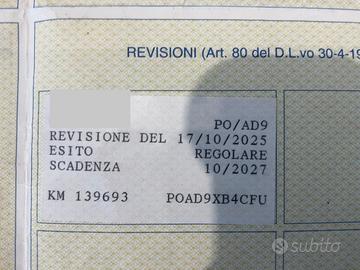 REVISIONI (Art. 80 del D.L.vo 30-4-19
PO/AD9
REVISIONE DEL 17/10/2025
ESITO REGOLARE
SCADENZA 10/2027
KM 139693 POAD9XB4CFU
subito